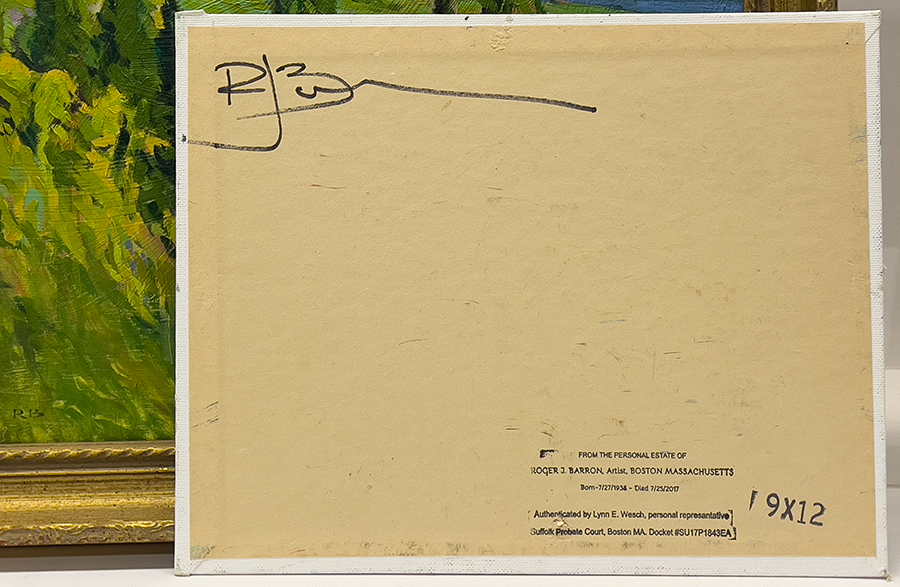 RJB
RB
FROM THE PERSONAL ESTATE OF
ROGER J. BARRON, Artist, BOSTON MASSACHUSETTS
Born-7/27/1938 - Died 7/25/2017
Authenticated by Lynn E. Wesch, personal representative
Suffolk Probate Court, Boston MA. Docket #SU17P1843EA
9X12